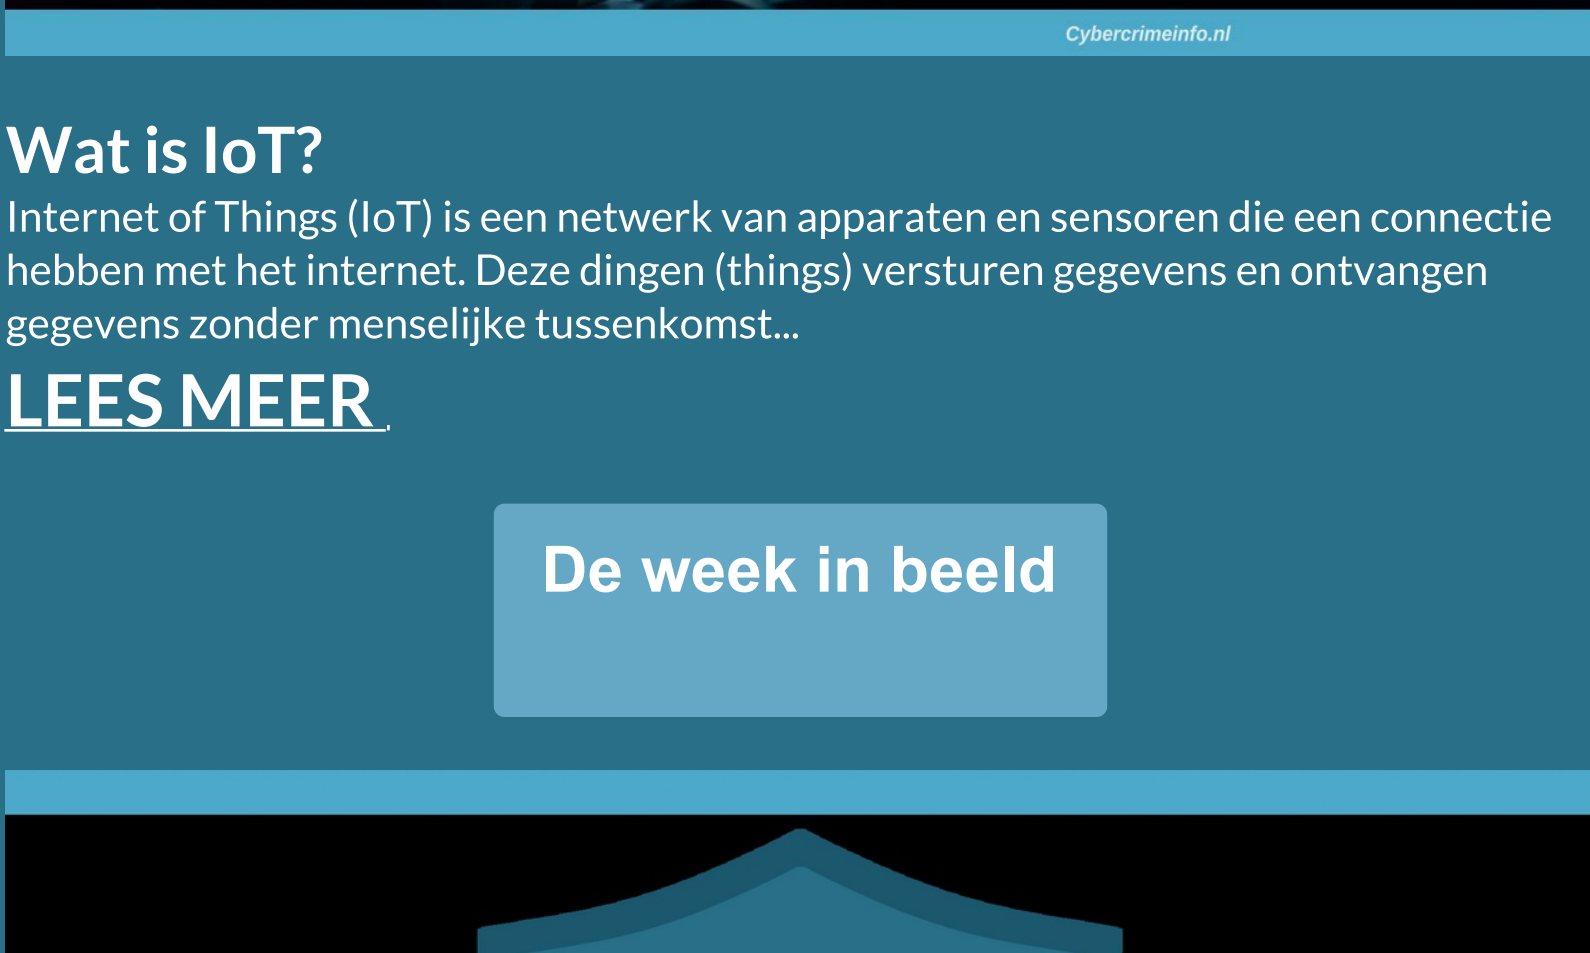 Cybercrimeinfo.nl
Wat is IoT?
Internet of Things (IoT) is een netwerk van apparaten en sensoren die een connectie
hebben met het internet. Deze dingen (things) versturen gegevens en ontvangen
gegevens zonder menselijke tussenkomst...
LEES MEER .
De week in beeld